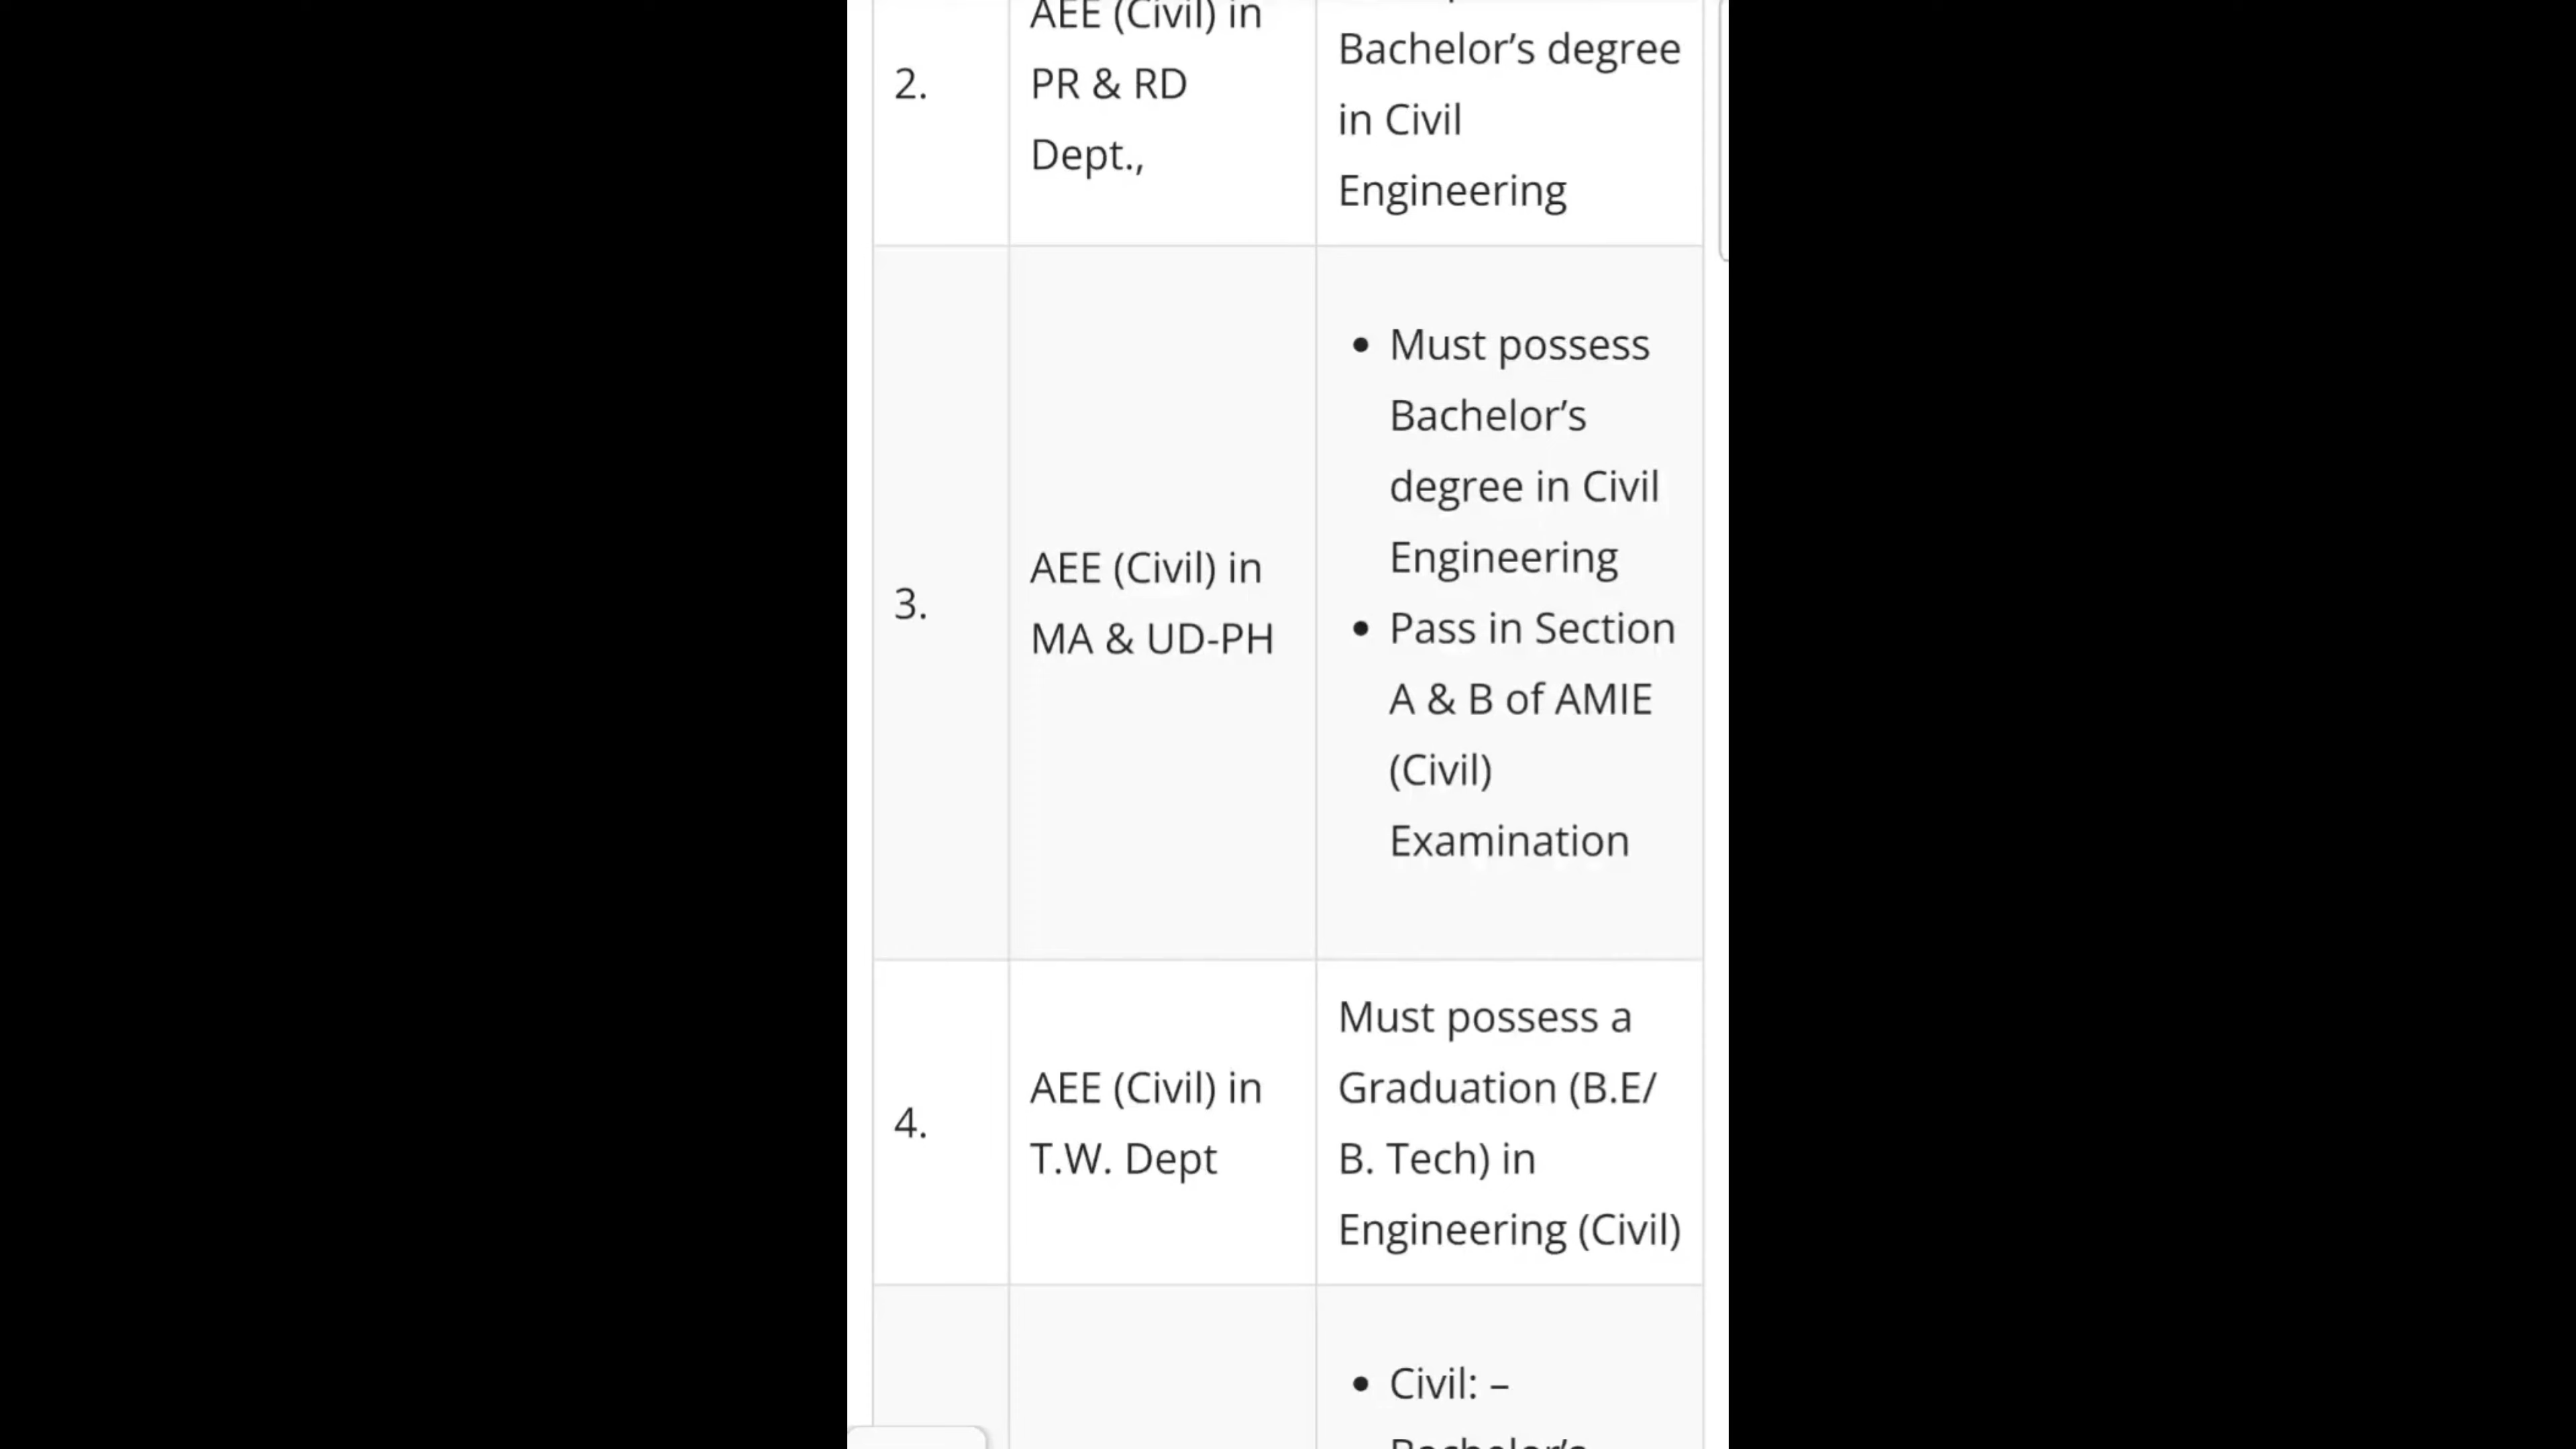 2.
AEE (Civil) in
PR & RD
Dept.,
Bachelor’s degree
in Civil
Engineering
3.
AEE (Civil) in
MA & UD-PH
• Must possess
Bachelor’s
degree in Civil
Engineering
• Pass in Section
A & B of AMIE
(Civil)
Examination
4.
AEE (Civil) in
T.W. Dept
Must possess a
Graduation (B.E/
B. Tech) in
Engineering (Civil)
• Civil: –
Bachelor’s